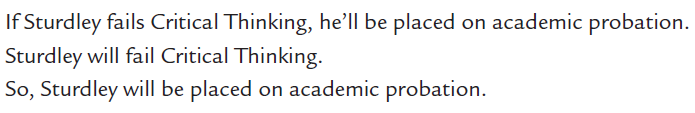 If Sturdley fails Critical Thinking, he’ll be placed on academic probation.
Sturdley will fail Critical Thinking.
So, Sturdley will be placed on academic probation.